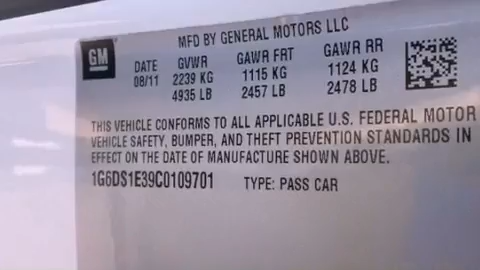 MFD BY GENERAL MOTORS LLC
GM DATE GVWR GAWR FRT GAWR RR
08/11 2239 KG 1115 KG 1124 KG
4935 LB 2457 LB 2478 LB
THIS VEHICLE CONFORMS TO ALL APPLICABLE U.S. FEDERAL MOTOR
VEHICLE SAFETY, BUMPER, AND THEFT PREVENTION STANDARDS IN
EFFECT ON THE DATE OF MANUFACTURE SHOWN ABOVE.
1G6DS1E39C0109701 TYPE: PASS CAR